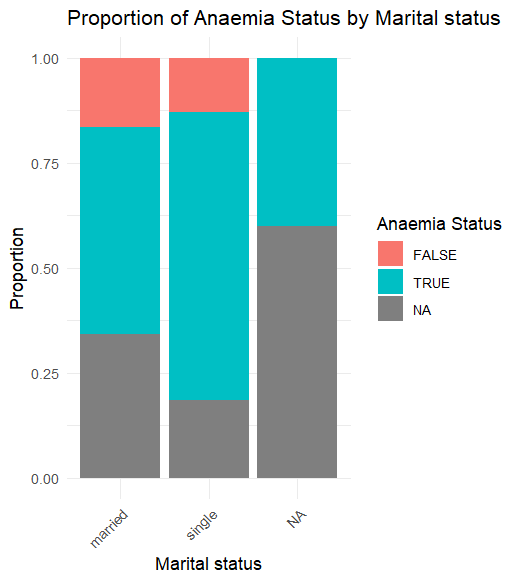 Proportion of Anaemia Status by Marital status
1.00
0.75
0.50
0.25
0.00
Proportion
married
single
NA
Marital status
Anaemia Status
FALSE
TRUE
NA